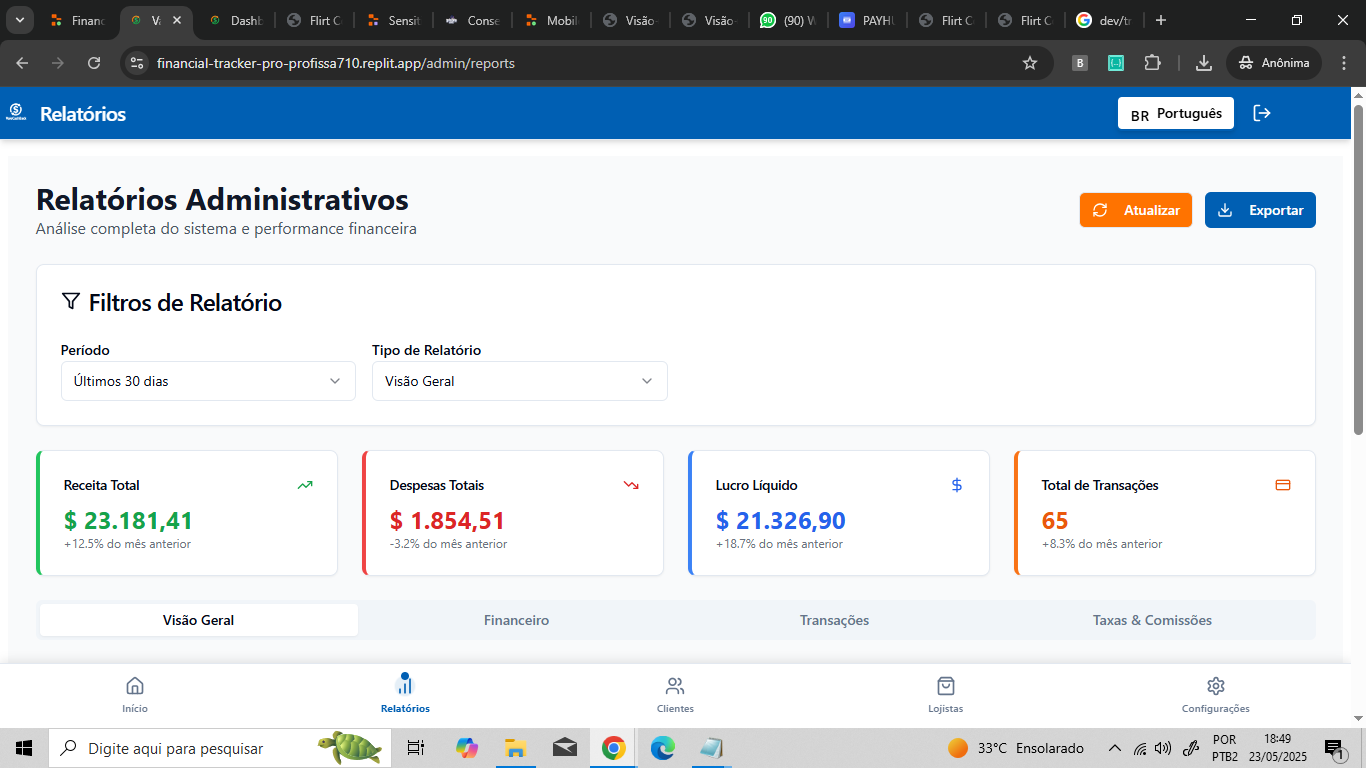 Financ
Va
Dashb
Flirt C
Sensit
Conse
Mobil
Visão
Visão
(90) W
PAYH
Flirt C
Flirt C
dev/tr
financial-tracker-pro-profissa710.replit.app/admin/reports
Anônima
Relatórios
BR Português
Relatórios Administrativos
Análise completa do sistema e performance financeira
Atualizar
Exportar
Filtros de Relatório
Período
Tipo de Relatório
Últimos 30 dias
Visão Geral
Receita Total
$ 23.181,41
+12.5% do mês anterior
Despesas Totais
$ 1.854,51
-3.2% do mês anterior
Lucro Líquido
$ 21.326,90
+18.7% do mês anterior
Total de Transações
65
+8.3% do mês anterior
Visão Geral
Financeiro
Transações
Taxas & Comissões
Início
Relatórios
Clientes
Lojistas
Configurações
Digite aqui para pesquisar
33°C Ensolarado
POR
PTB2
18:49
23/05/2025
1